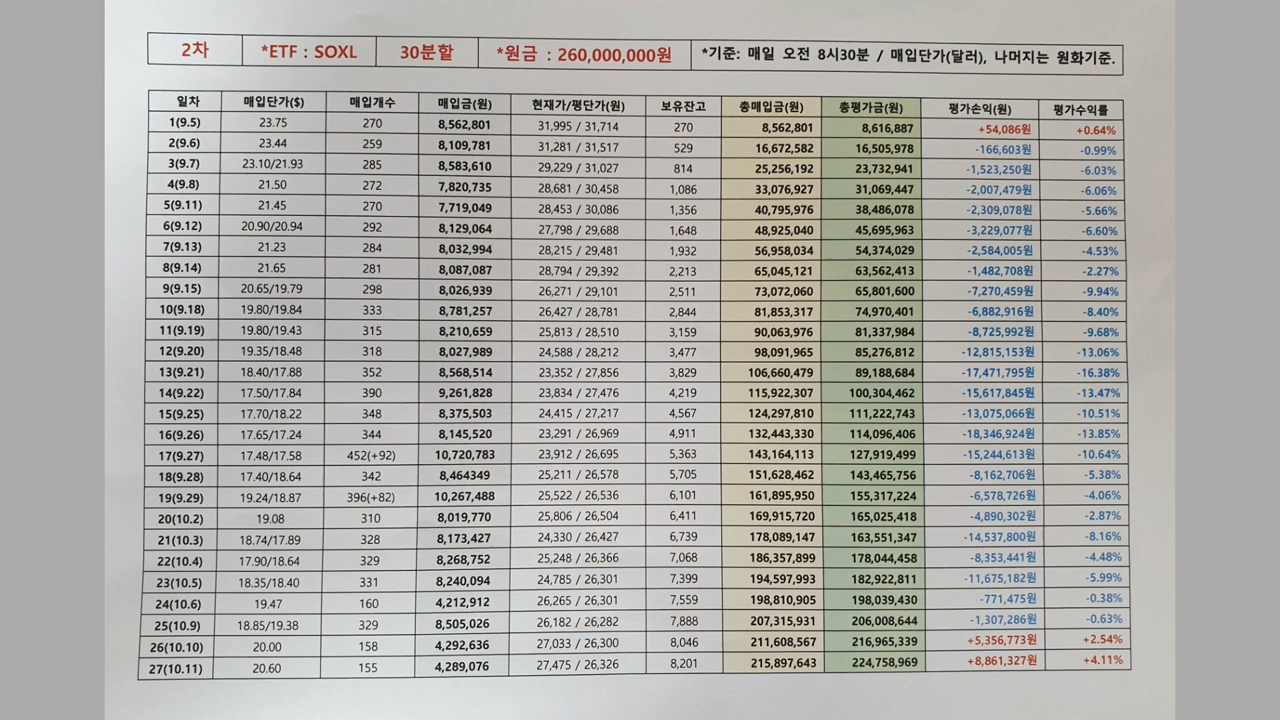 2차 *ETF : SOXL 30분할 *원금 : 260,000,000원 *기준: 매일 오전 8시30분 / 매입단가(달러), 나머지는 원화기준.
일차 매입단가($) 매입개수 매입금(원) 현재가/평단가(원) 보유잔고 총매입금(원) 총평가금(원) 평가손익(원) 평가수익률
1(9.5) 23.75 270 8,562,801 31,995 / 31,714 270 8,562,801 8,616,887 +54,086원 +0.64%
2(9.6) 23.44 259 8,109,781 31,281 / 31,517 529 16,672,582 16,505,978 -166,603원 -0.99%
3(9.7) 23.10/21.93 285 8,583,610 29,229 / 31,027 814 25,256,192 23,732,941 -1,523,250원 -6.03%
4(9.8) 21.50 272 7,820,735 28,681 / 30,458 1,086 33,076,927 31,069,447 -2,007,479원 -6.06%
5(9.11) 21.45 270 7,719,049 28,453 / 30,086 1,356 40,795,976 38,486,078 -2,309,078원 -5.66%
6(9.12) 20.90/20.94 292 8,129,064 27,798 / 29,688 1,648 48,925,040 45,695,963 -3,229,077원 -6.60%
7(9.13) 21.23 284 8,032,994 28,215 / 29,481 1,932 56,958,034 54,374,029 -2,584,005원 -4.53%
8(9.14) 21.65 281 8,087,087 28,794 / 29,392 2,213 65,045,121 63,562,413 -1,482,708원 -2.27%
9(9.15) 20.65/19.79 298 8,026,939 26,271 / 29,101 2,511 73,072,060 65,801,600 -7,270,459원 -9.94%
10(9.18) 19.80/19.84 333 8,781,257 26,427 / 28,781 2,844 81,853,317 74,970,401 -6,882,916원 -8.40%
11(9.19) 19.80/19.43 315 8,210,659 25,813 / 28,510 3,159 90,063,976 81,337,984 -8,725,992원 -9.68%
12(9.20) 19.35/18.48 318 8,027,989 24,588 / 28,212 3,477 98,091,965 85,276,812 -12,815,153원 -13.06%
13(9.21) 18.40/17.88 352 8,568,514 23,352 / 27,856 3,829 106,660,479 89,188,684 -17,471,795원 -16.38%
14(9.22) 17.50/17.84 390 9,261,828 23,834 / 27,476 4,219 115,922,307 100,304,462 -15,617,845원 -13.47%
15(9.25) 17.70/18.22 348 8,375,503 24,415 / 27,217 4,567 124,297,810 111,222,743 -13,075,066원 -10.51%
16(9.26) 17.65/17.24 344 8,145,520 23,291 / 26,969 4,911 132,443,330 114,096,406 -18,346,924원 -13.85%
17(9.27) 17.48/17.58 452(+92) 10,720,783 23,912 / 26,695 5,363 143,164,113 127,919,499 -15,244,613원 -10.64%
18(9.28) 17.40/18.64 342 8,464349 25,211 / 26,578 5,705 151,628,462 143,465,756 -8,162,706원 -5.38%
19(9.29) 19.24/18.87 396(+82) 10,267,488 25,522 / 26,536 6,101 161,895,950 155,317,224 -6,578,726원 -4.06%
20(10.2) 19.08 310 8,019,770 25,806 / 26,504 6,411 169,915,720 165,025,418 -4,890,302원 -2.87%
21(10.3) 18.74/17.89 328 8,173,427 24,330 / 26,427 6,739 178,089,147 163,551,347 -14,537,800원 -8.16%
22(10.4) 17.90/18.64 329 8,268,752 25,248 / 26,366 7,068 186,357,899 178,044,458 -8,353,441원 -4.48%
23(10.5) 18.35/18.40 331 8,240,094 24,785 / 26,301 7,399 194,597,993 182,922,811 -11,675,182원 -5.99%
24(10.6) 19.47 160 4,212,912 26,265 / 26,301 7,559 198,810,905 198,039,430 -771,475원 -0.38%
25(10.9) 18.85/19.38 329 8,505,026 26,182 / 26,282 7,888 207,315,931 206,008,644 -1,307,286원 -0.63%
26(10.10) 20.00 158 4,292,636 27,033 / 26,300 8,046 211,608,567 216,965,339 +5,356,773원 +2.54%
27(10.11) 20.60 155 4,289,076 27,475 / 26,326 8,201 215,897,643 224,758,969 +8,861,327원 +4.11%